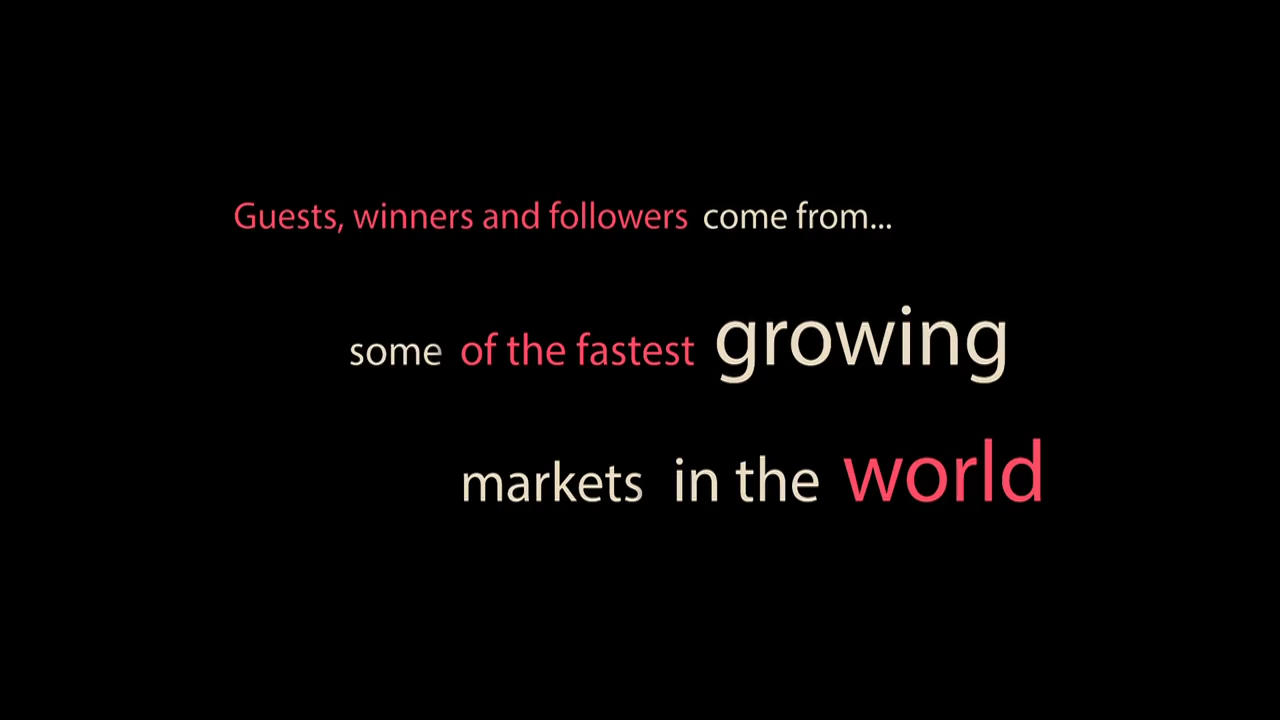 Guests, winners and followers come from...
some of the fastest growing
markets in the world